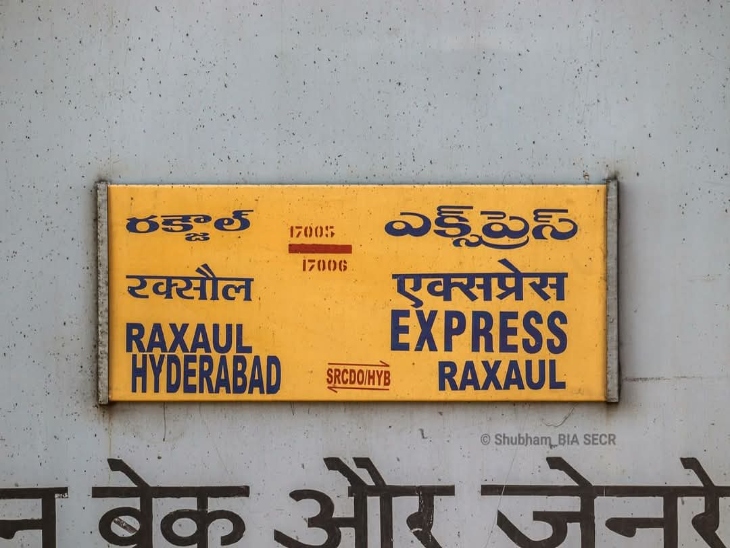 రక్జౌల్ 17005 ఎక్స్‌ప్రెస్
17006
रक्सौल एक्सप्रेस
RAXAUL EXPRESS
HYDERABAD SRCDO/HYB RAXAUL
© Shubham_BIA SECR
न ब्रेक और जेनरे